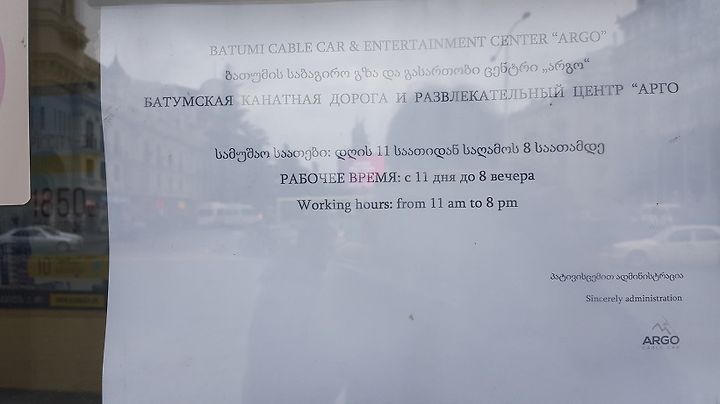 BATUMI CABLE CAR & ENTERTAINMENT CENTER “ARGO”
ბათუმის საბაგირო გზა და გასართობი ცენტრი „არგო“
БАТУМСКАЯ КАНАТНАЯ ДОРОГА И РАЗВЛЕКАТЕЛЬНЫЙ ЦЕНТР “АРГО
სამუშაო საათები: დღის 11 საათიდან საღამოს 8 საათამდე
РАБОЧЕЕ ВРЕМЯ: с 11 дня до 8 вечера
Working hours: from 11 am to 8 pm
პატივისცემით ადმინისტრაცია
Sincerely administration
ARGO
CABLE CAR